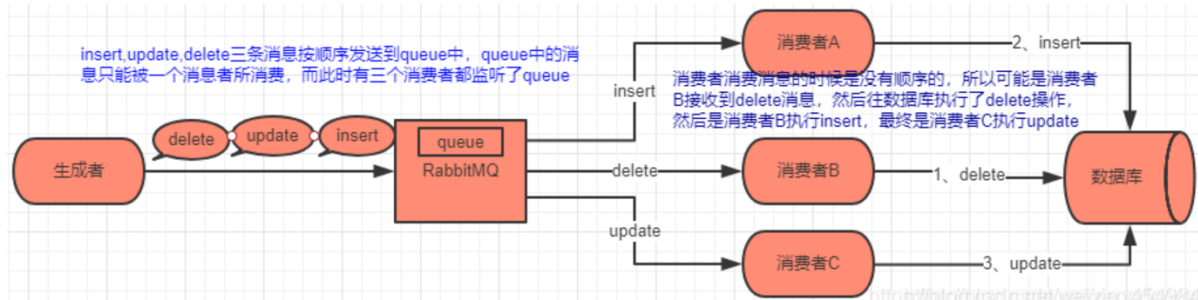 insert,update,delete三条消息按顺序发送到queue中，queue中的消
息只能被一个消息者所消费，而此时有三个消费者都监听了queue
生成者
delete
update
insert
queue
RabbitMQ
insert
delete
update
消费者A
消费者消费消息的时候是没有顺序的，所以可能是消费者
B接收到delete消息，然后往数据库执行了delete操作，
然后是消费者B执行insert，最终是消费者C执行update
消费者B
消费者C
2、insert
1、delete
3、update
数据库